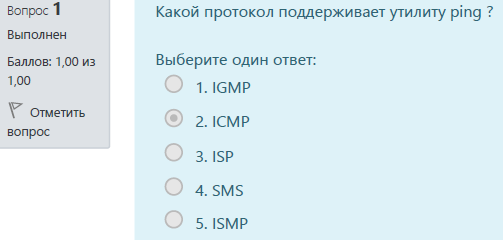 Вопрос 1
Выполнен
Баллов: 1,00 из
1,00
Отметить
вопрос
Какой протокол поддерживает утилиту ping ?
Выберите один ответ:
1. IGMP
2. ICMP
3. ISP
4. SMS
5. ISMP